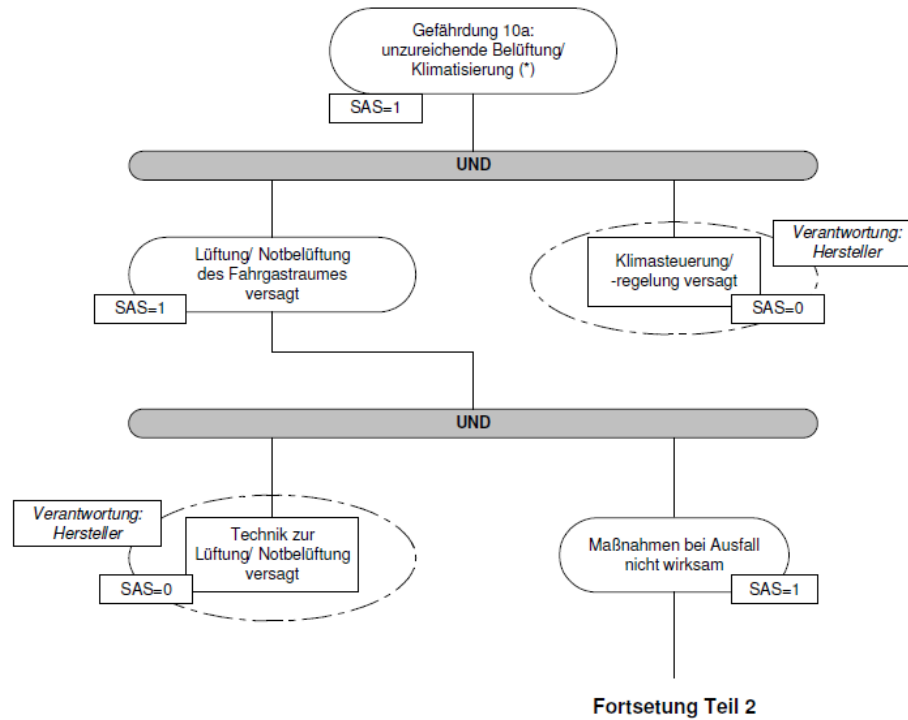 Gefährdung 10a:
unzureichende Belüftung/
Klimatisierung (*)
SAS=1
UND
Lüftung/ Notbelüftung
des Fahrgastraumes
versagt
SAS=1
Verantwortung:
Hersteller
Klimasteuerung/
-regelung versagt
SAS=0
UND
Verantwortung:
Hersteller
Technik zur
Lüftung/ Notbelüftung
versagt
SAS=0
Maßnahmen bei Ausfall
nicht wirksam
SAS=1
Fortsetung Teil 2